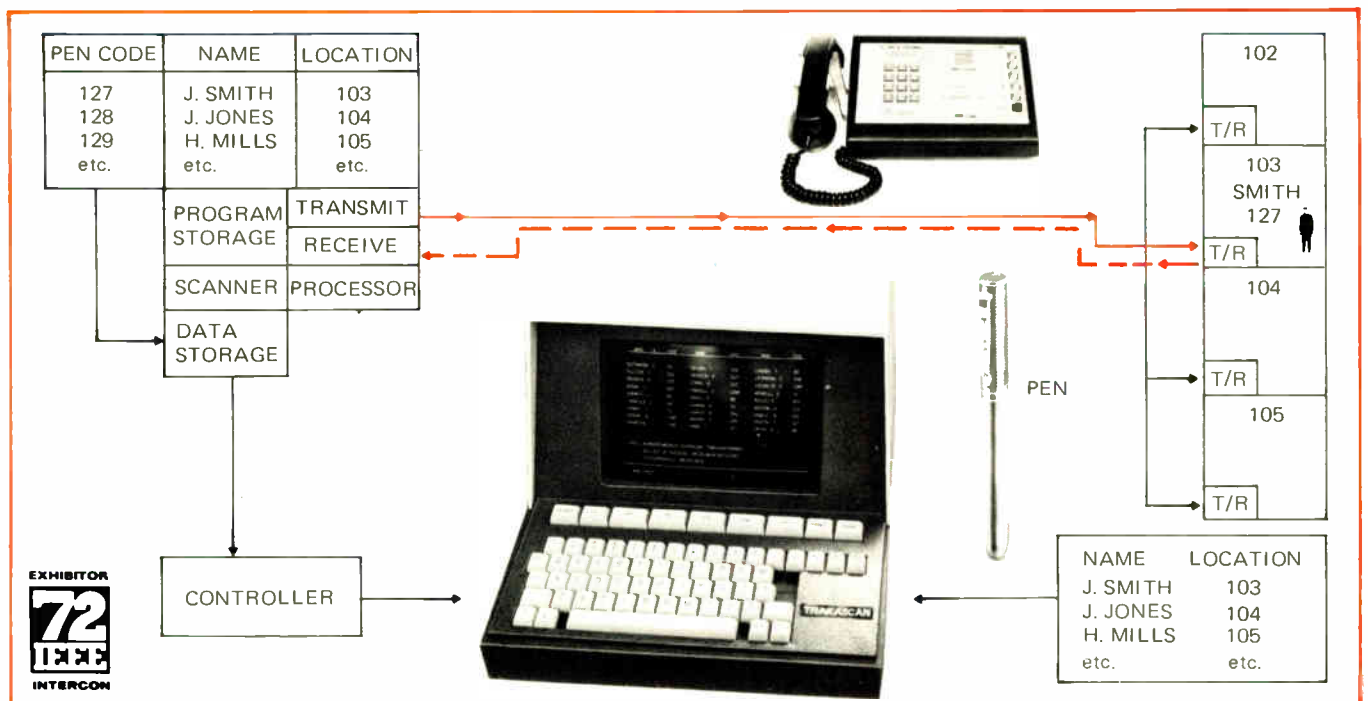 PEN CODE NAME LOCATION
127 J. SMITH 103
128 J. JONES 104
129 H. MILLS 105
etc. etc. etc.
PROGRAM STORAGE
TRANSMIT
RECEIVE
SCANNER
PROCESSOR
DATA STORAGE
CONTROLLER
EXHIBITOR
72
IEEE
INTERCON
PEN
102
T/R
103
SMITH
127
T/R
104
T/R
105
T/R
NAME LOCATION
J. SMITH 103
J. JONES 104
H. MILLS 105
etc. etc.